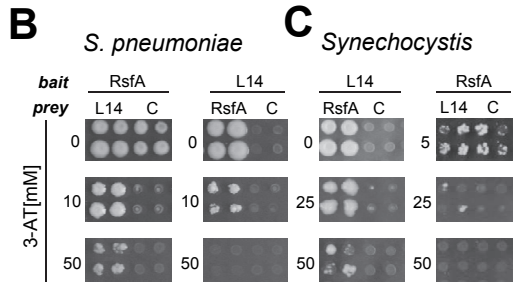 B
S. pneumoniae
C
Synechocystis
bait RsfA L14 L14 RsfA
prey L14 C RsfA C RsfA C L14 C
3-AT[mM]
0 0 0 5
10 10 25 25
50 50 50 50